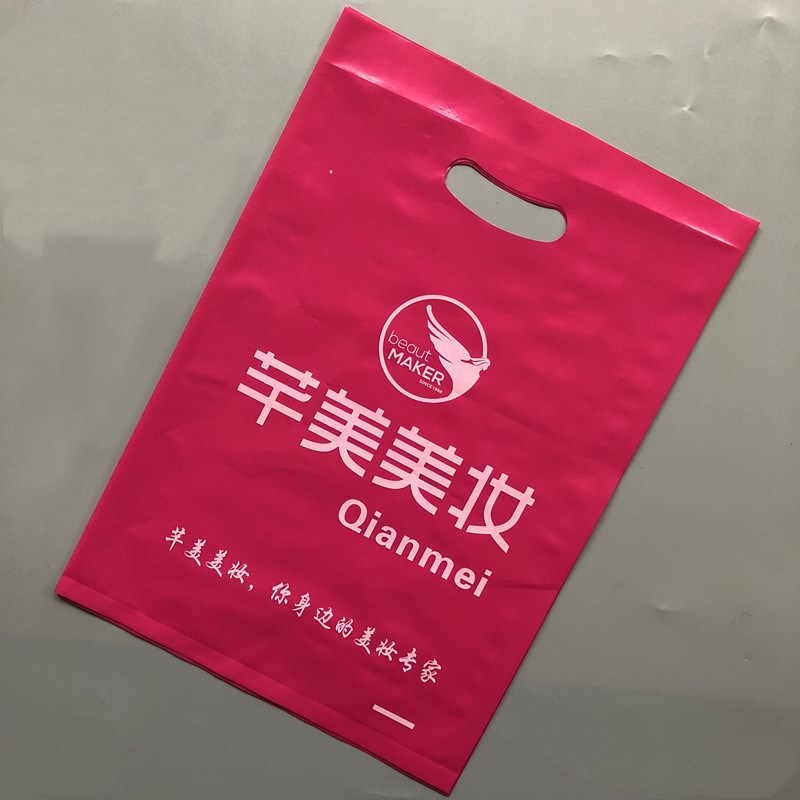 beaut
MAKER
SINCE 1998
芊美美妆
Qianmei
芊美美妆，你身边的美妆专家